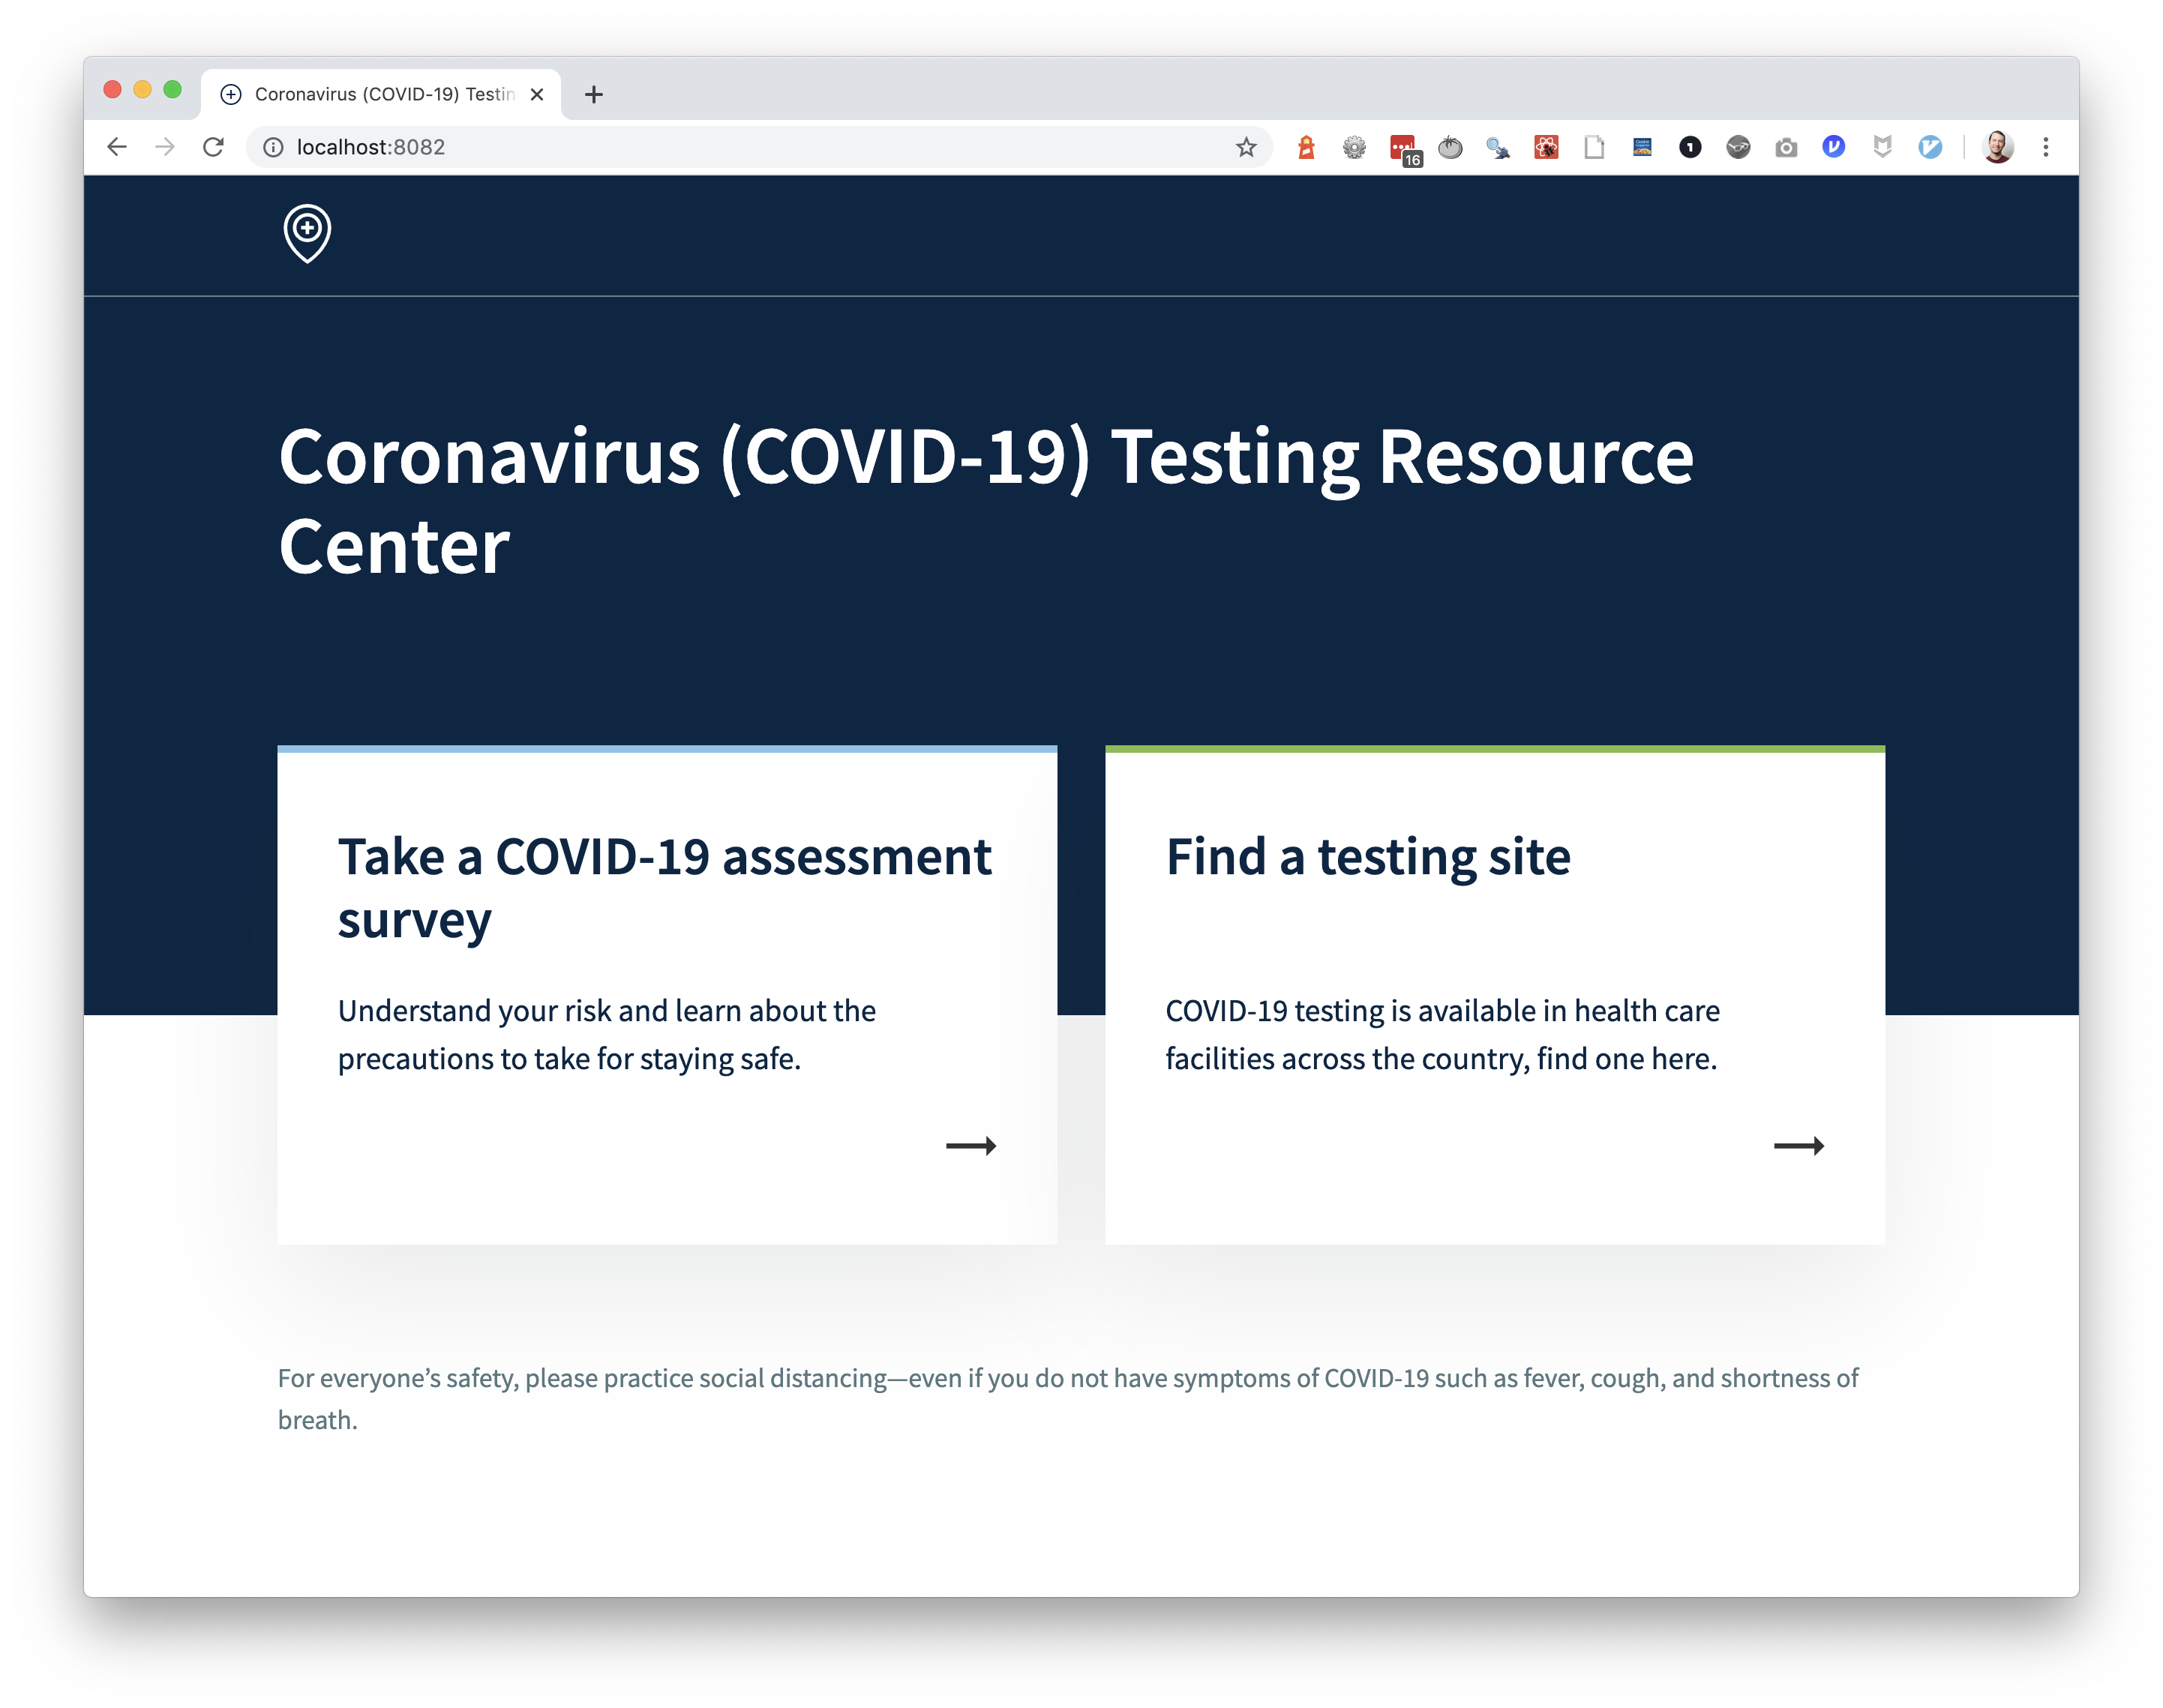 Coronavirus (COVID-19) Testin
localhost:8082
16
1
Coronavirus (COVID-19) Testing Resource
Center
Take a COVID-19 assessment
survey
Understand your risk and learn about the
precautions to take for staying safe.
Find a testing site
COVID-19 testing is available in health care
facilities across the country, find one here.
For everyone’s safety, please practice social distancing—even if you do not have symptoms of COVID-19 such as fever, cough, and shortness of
breath.